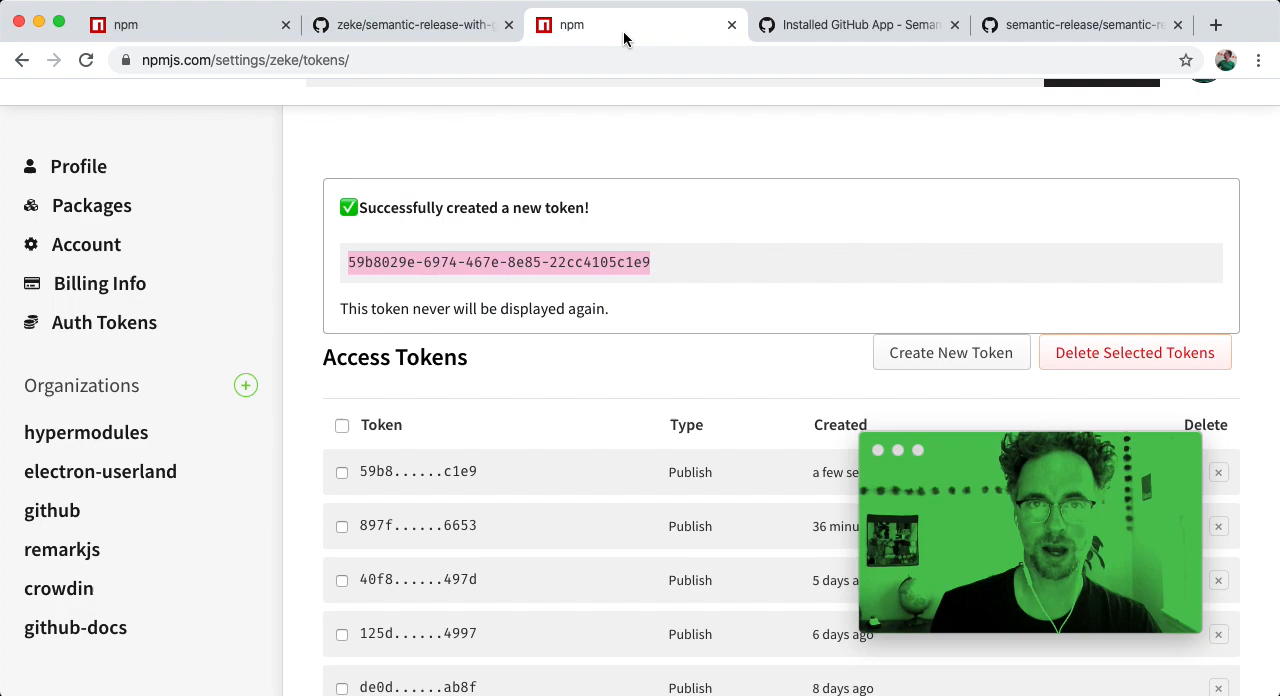 npm
zeke/semantic-release-with-g
npm
Installed GitHub App - Seman
semantic-release/semantic-re
npmjs.com/settings/zeke/tokens/
Profile
Packages
Account
Billing Info
Auth Tokens
Organizations
hypermodules
electron-userland
github
remarkjs
crowdin
github-docs
Successfully created a new token!
59b8029e-6974-467e-8e85-22cc4105c1e9
This token never will be displayed again.
Access Tokens
Create New Token
Delete Selected Tokens
Token Type Created Delete
59b8......c1e9 Publish a few se
897f......6653 Publish 36 minu
40f8......497d Publish 5 days a
125d......4997 Publish 6 days ago
de0d......ab8f Publish 8 days ago